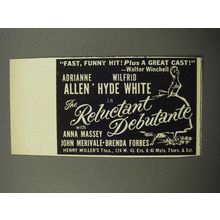 "FAST, FUNNY HIT! Plus A GREAT CAST!"
—Walter Winchell
ADRIANNE WILFRID
ALLEN · HYDE WHITE
in
The
Reluctant
Debutante
with
ANNA MASSEY
JOHN MERIVALE · BRENDA FORBES
HENRY MILLER'S Thea., 124 W. 43. Evs. 8:40 Mats. Thurs. & Sat.